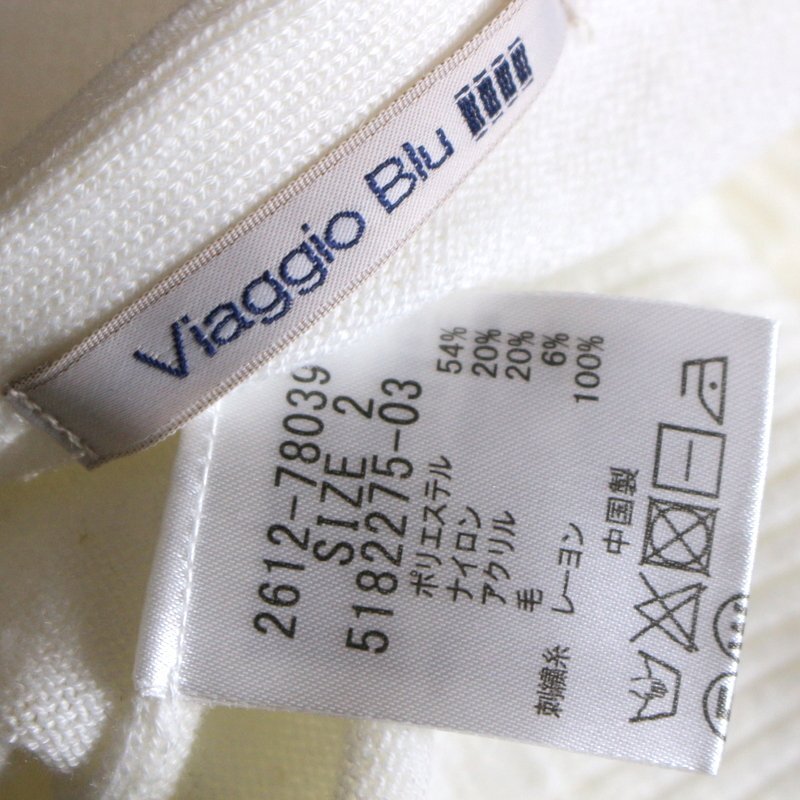 Viaggio Blu
2612-78039
SIZE 2
5182275-03
ポリエステル 54%
ナイロン 20%
アクリル 20%
毛 6%
刺繍糸 レーヨン 100%
中国製